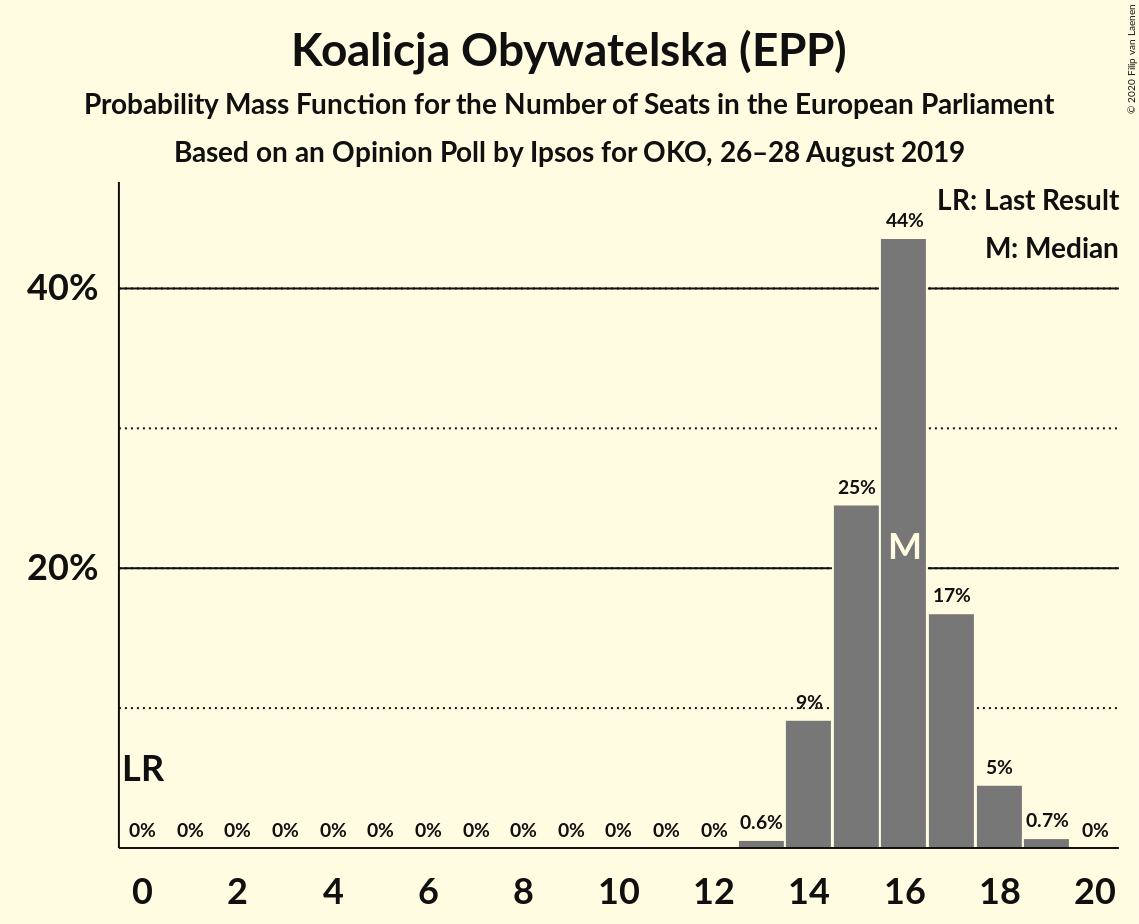 Koalicja Obywatelska (EPP)
Probability Mass Function for the Number of Seats in the European Parliament
Based on an Opinion Poll by Ipsos for OKO, 26–28 August 2019
© 2020 Filip van Laenen
LR: Last Result
M: Median
40%
20%
44%
25%
M
17%
9%
LR
5%
0% 0% 0% 0% 0% 0% 0% 0% 0% 0% 0% 0% 0% 0.6% 0.7% 0%
0 2 4 6 8 10 12 14 16 18 20